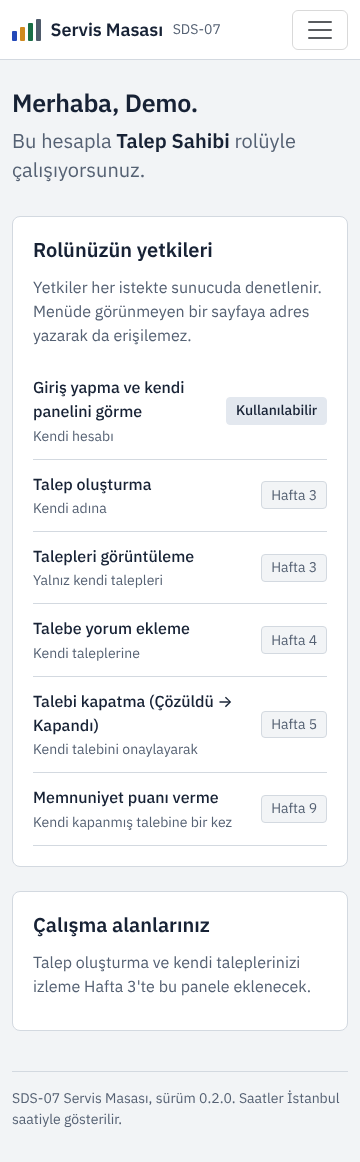 Servis Masası SDS-07
Merhaba, Demo.
Bu hesapla Talep Sahibi rolüyle
çalışıyorsunuz.
Rolünüzün yetkileri
Yetkiler her istekte sunucuda denetlenir.
Menüde görünmeyen bir sayfaya adres
yazarak da erişilemez.
Giriş yapma ve kendi
panelini görme
Kendi hesabı
Kullanılabilir
Talep oluşturma
Kendi adına
Hafta 3
Talepleri görüntüleme
Yalnız kendi talepleri
Hafta 3
Talebe yorum ekleme
Kendi taleplerine
Hafta 4
Talebi kapatma (Çözüldü →
Kapandı)
Kendi talebini onaylayarak
Hafta 5
Memnuniyet puanı verme
Kendi kapanmış talebine bir kez
Hafta 9
Çalışma alanlarınız
Talep oluşturma ve kendi taleplerinizi
izleme Hafta 3'te bu panele eklenecek.
SDS-07 Servis Masası, sürüm 0.2.0. Saatler İstanbul
saatiyle gösterilir.